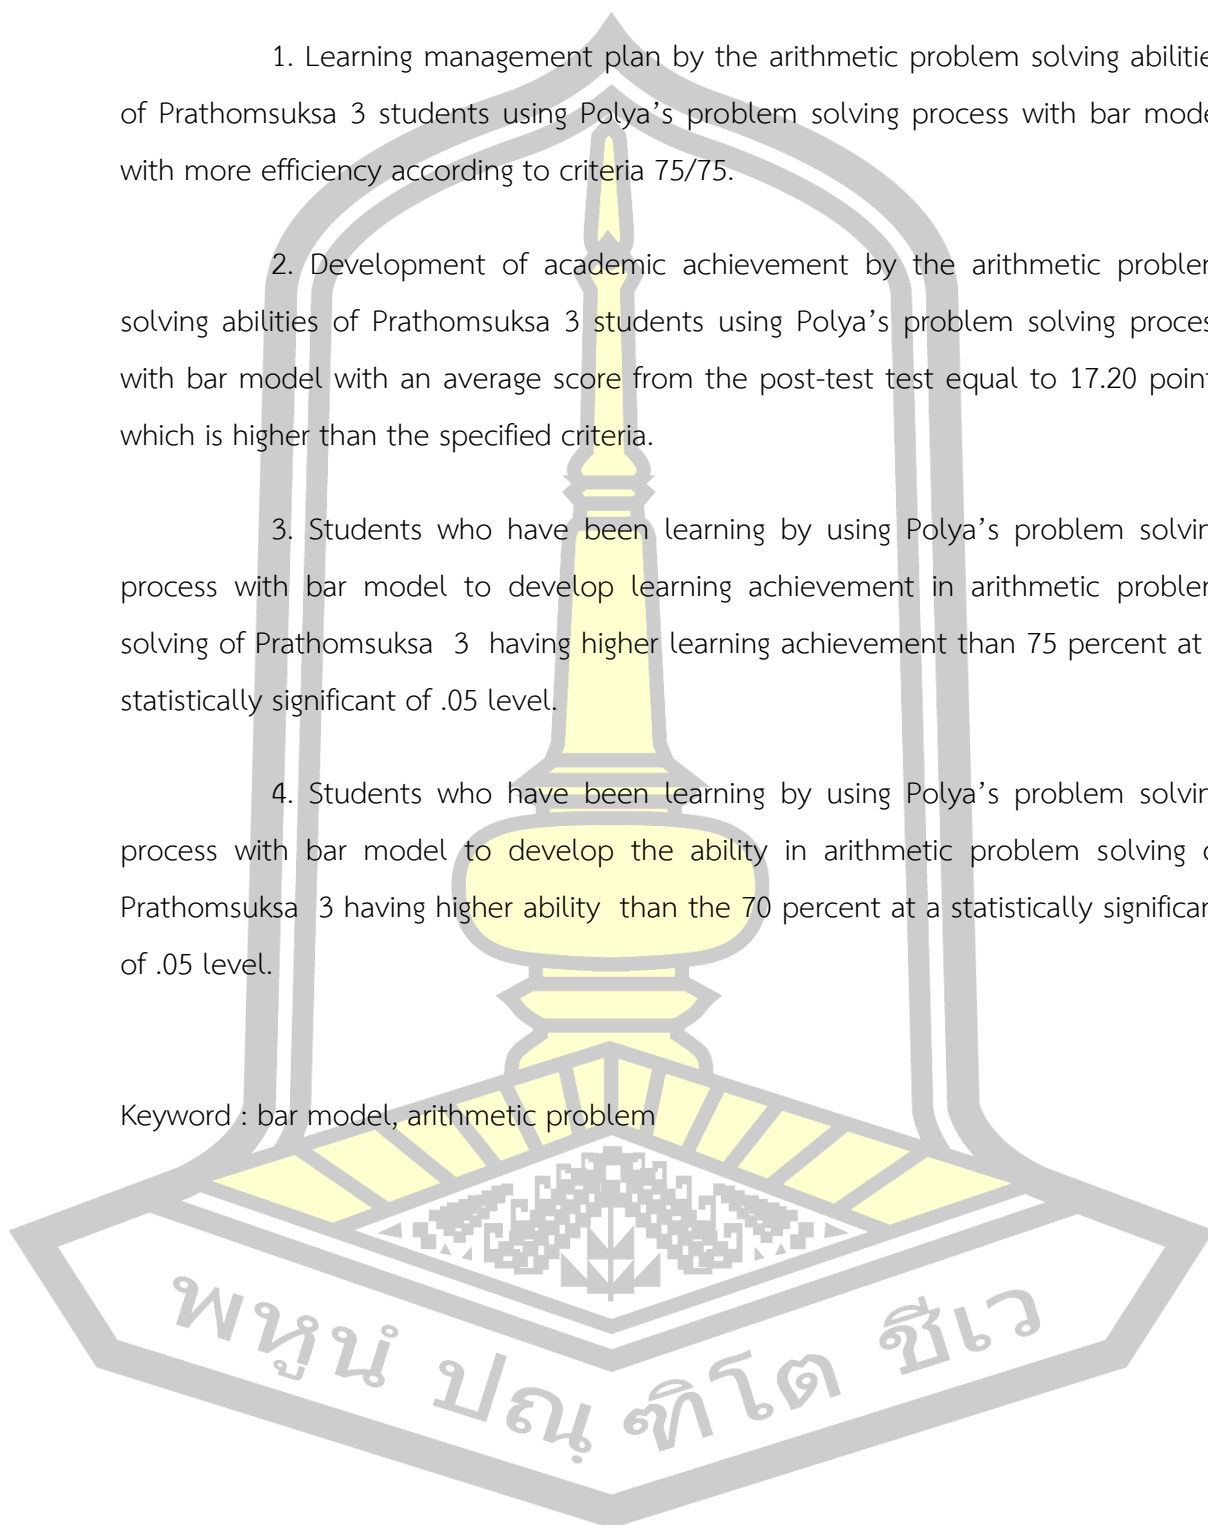 1. Learning management plan by the arithmetic problem solving abilitie
of Prathomsuksa 3 students using Polya’s problem solving process with bar mode
with more efficiency according to criteria 75/75.
2. Development of academic achievement by the arithmetic problem
solving abilities of Prathomsuksa 3 students using Polya’s problem solving proces
with bar model with an average score from the post-test test equal to 17.20 point
which is higher than the specified criteria.
3. Students who have been learning by using Polya’s problem solvin
process with bar model to develop learning achievement in arithmetic problem
solving of Prathomsuksa 3 having higher learning achievement than 75 percent at
statistically significant of .05 level.
4. Students who have been learning by using Polya’s problem solvin
process with bar model to develop the ability in arithmetic problem solving o
Prathomsuksa 3 having higher ability than the 70 percent at a statistically significan
of .05 level.
Keyword : bar model, arithmetic problem
พหูนํ ปณฺฑิโต ชีเว